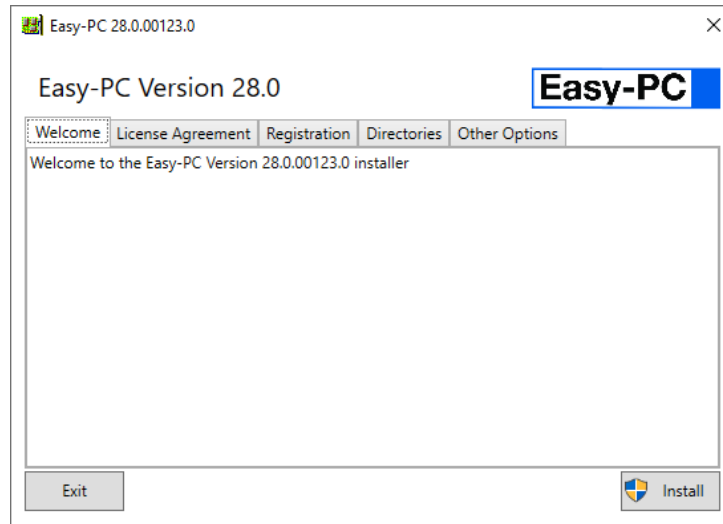 Easy-PC 28.0.00123.0
Easy-PC Version 28.0
Easy-PC
Welcome License Agreement Registration Directories Other Options
Welcome to the Easy-PC Version 28.0.00123.0 installer
Exit
Install